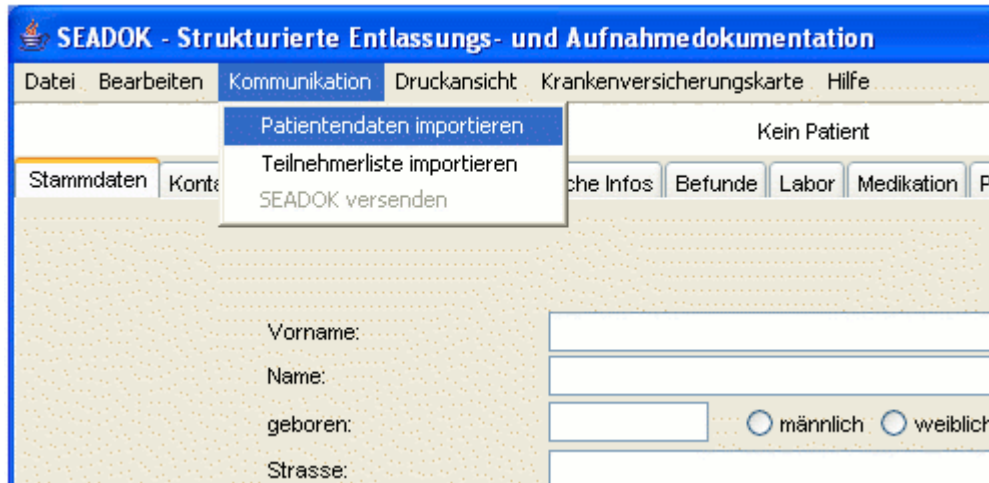 SEADOK - Strukturierte Entlassungs- und Aufnahmedokumentation
Datei Bearbeiten Kommunikation Druckansicht Krankenversicherungskarte Hilfe
Patientendaten importieren
Teilnehmerliste importieren
SEADOK versenden
Kein Patient
Stammdaten Infos Befunde Labor Medikation
Vorname:
Name:
geboren: männlich weiblich
Strasse: